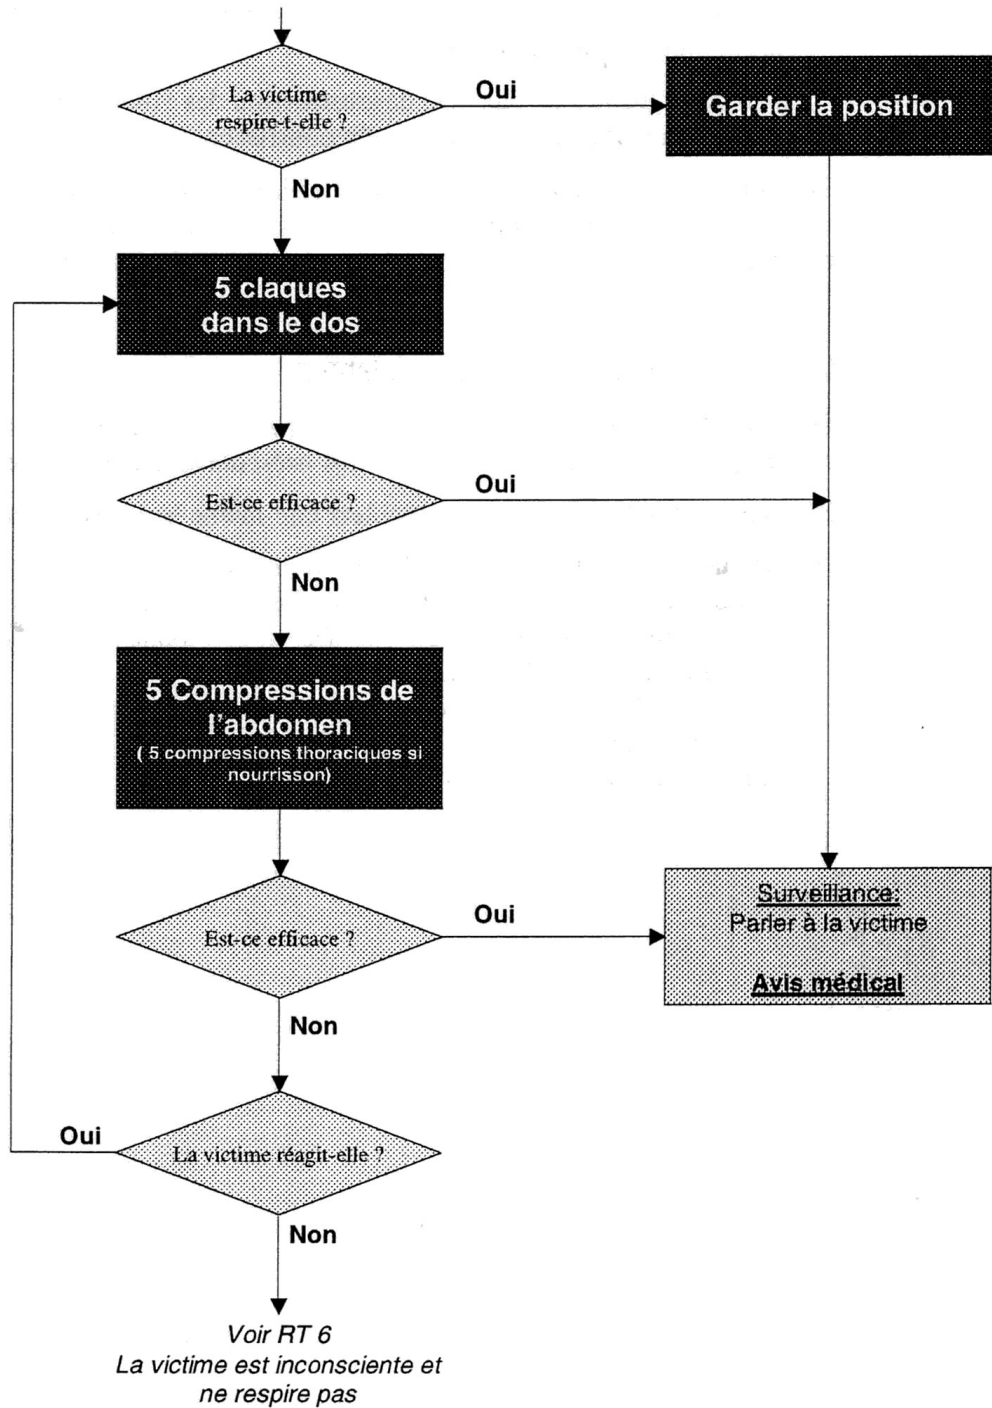 La victime
respire-t-elle ?
Oui
Garder la position
Non
5 claques
dans le dos
Est-ce efficace ?
Oui
Non
5 Compressions de
l'abdomen
( 5 compressions thoraciques si
nourrisson)
Est-ce efficace ?
Oui
Surveillance:
Parler à la victime
Avis médical
Non
Oui
La victime réagit-elle ?
Non
Voir RT 6
La victime est inconsciente et
ne respire pas